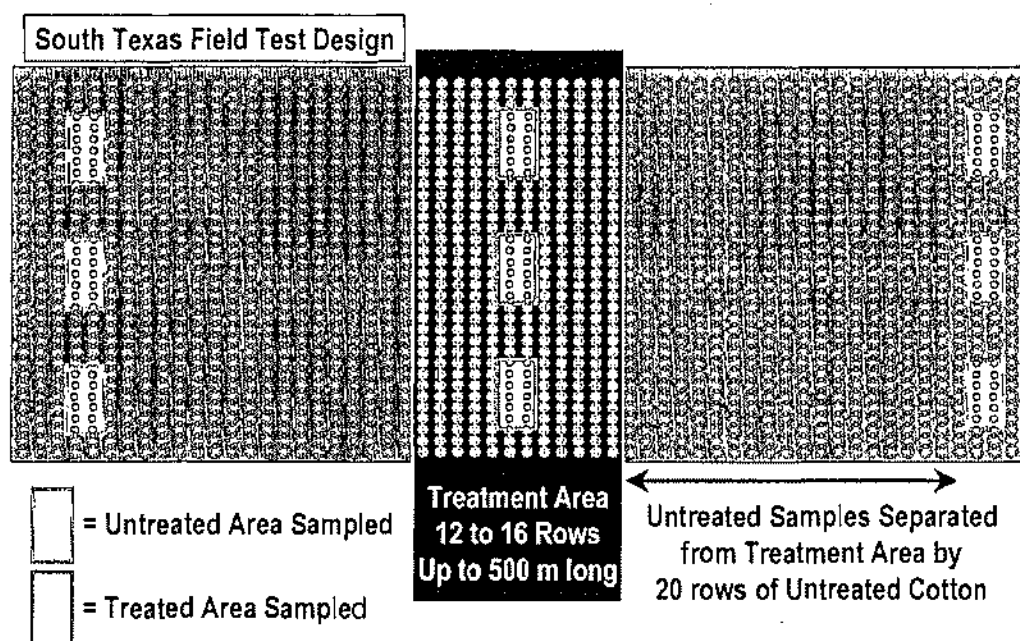 South Texas Field Test Design
Treatment Area
12 to 16 Rows
Up to 500 m long
Untreated Samples Separated
from Treatment Area by
20 rows of Untreated Cotton
= Untreated Area Sampled
= Treated Area Sampled